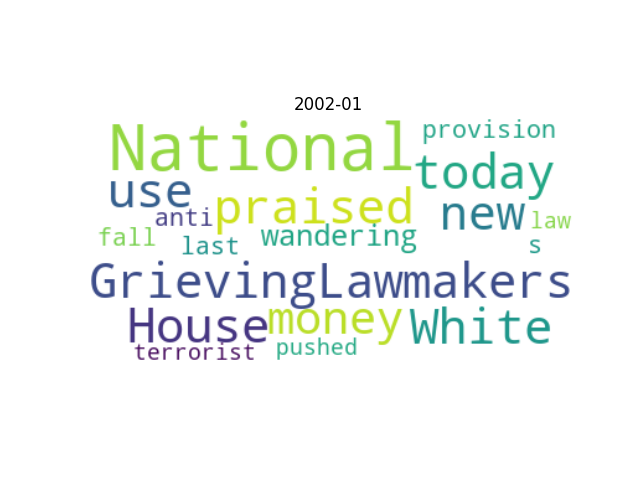 2002-01
National provision
use praised today
anti new law
fall last wandering s
GrievingLawmakers
House money White
terrorist pushed